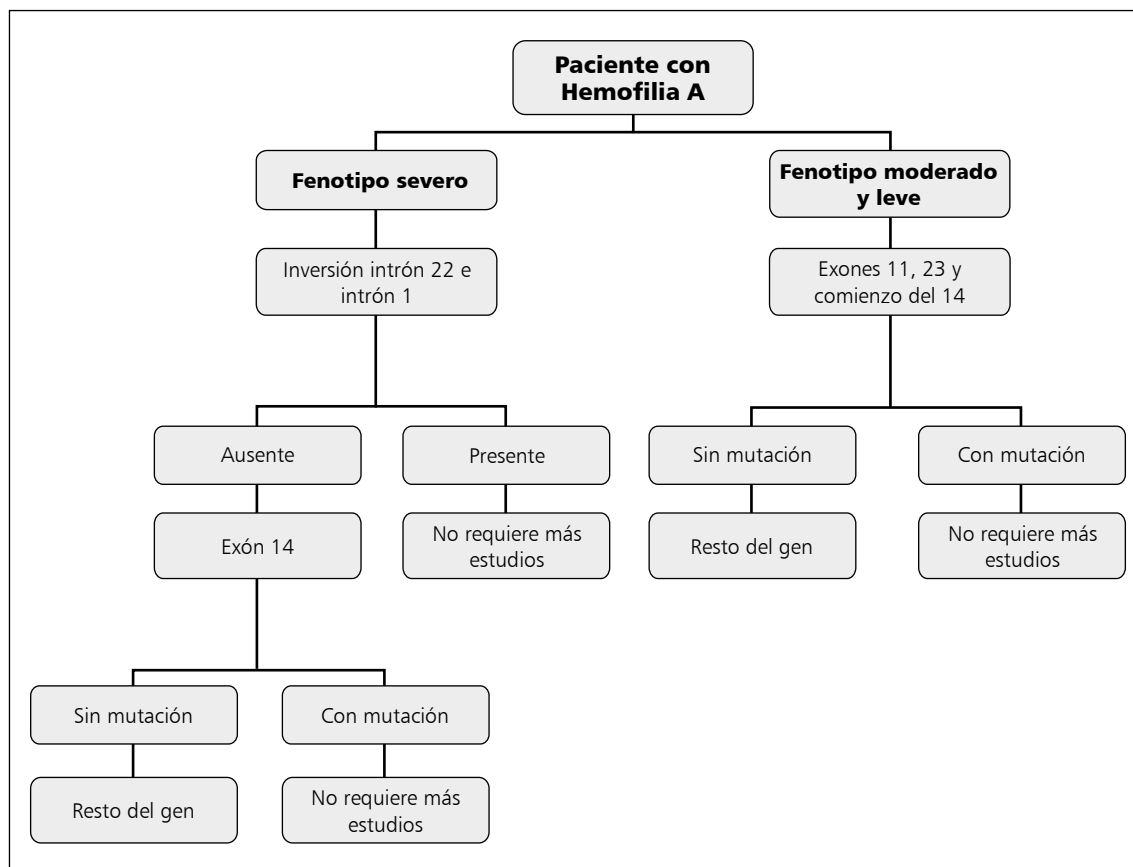 Paciente con
Hemofilia A
Fenotipo severo
Fenotipo moderado
y leve
Inversión intrón 22 e
intrón 1
Exones 11, 23 y
comienzo del 14
Ausente
Presente
Sin mutación
Con mutación
Exón 14
No requiere más
estudios
Resto del gen
No requiere más
estudios
Sin mutación
Con mutación
Resto del gen
No requiere más
estudios